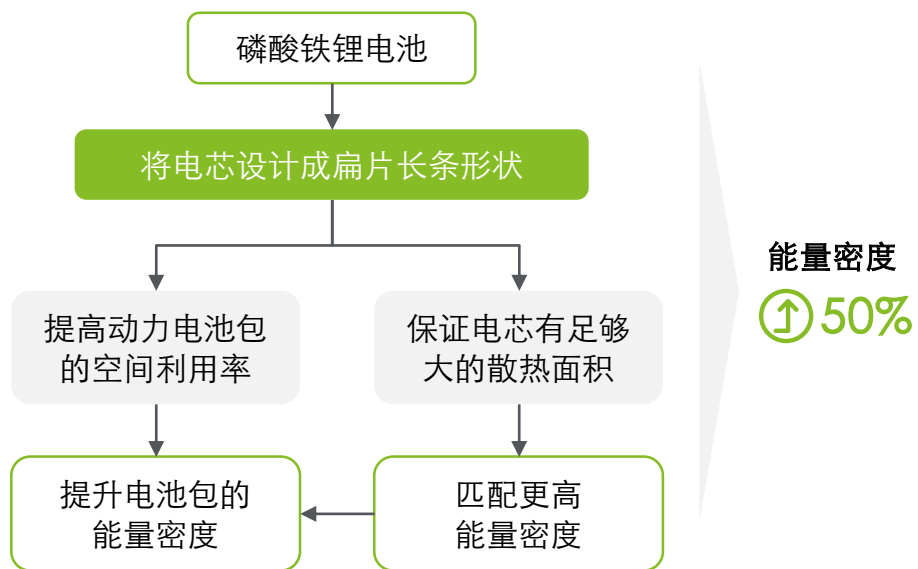 磷酸铁锂电池
将电芯设计成扁片长条形状
提高动力电池包
的空间利用率
保证电芯有足够
大的散热面积
提升电池包的
能量密度
匹配更高
能量密度
能量密度
50%